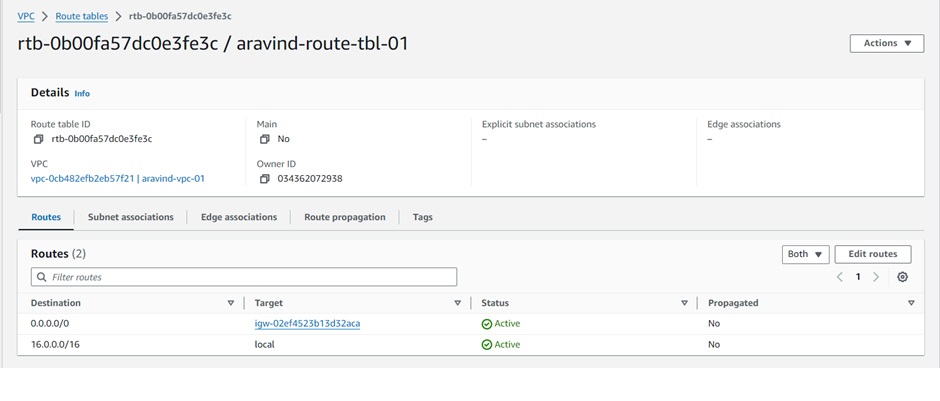 VPC > Route tables > rtb-0b00fa57dc0e3fe3c
rtb-0b00fa57dc0e3fe3c / aravind-route-tbl-01
Actions
Details Info
Route table ID
rtb-0b00fa57dc0e3fe3c
Main
No
Explicit subnet associations
–
Edge associations
–
VPC
vpc-0cb482efb2eb57f21 | aravind-vpc-01
Owner ID
034362072938
Routes Subnet associations Edge associations Route propagation Tags
Routes (2)
Both
Edit routes
Filter routes
1
Destination Target Status Propagated
0.0.0.0/0 igw-02ef4523b13d32aca Active No
16.0.0.0/16 local Active No